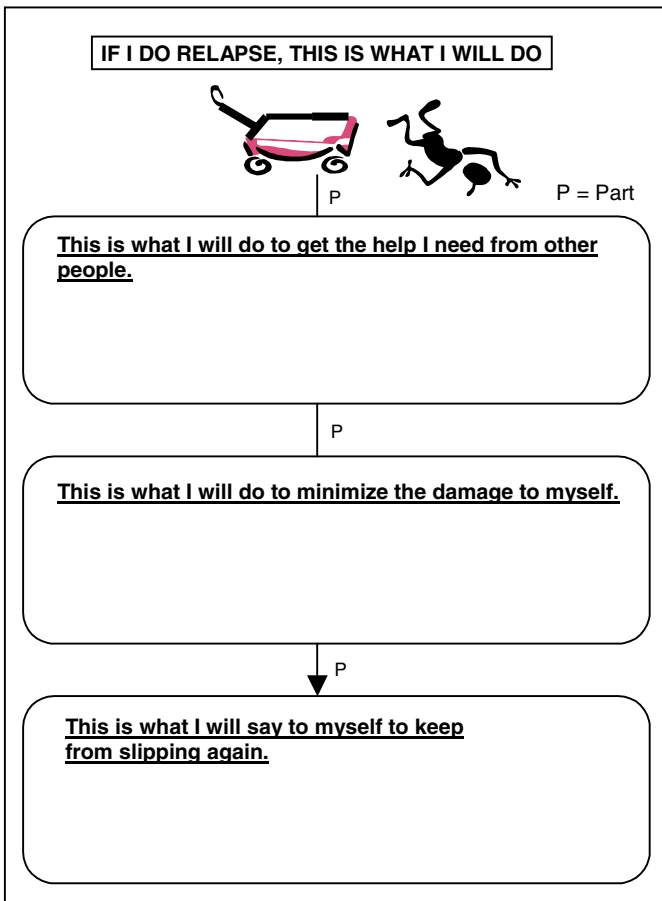 IF I DO RELAPSE, THIS IS WHAT I WILL DO
P
P = Part
This is what I will do to get the help I need from other
people.
P
This is what I will do to minimize the damage to myself.
P
This is what I will say to myself to keep
from slipping again.